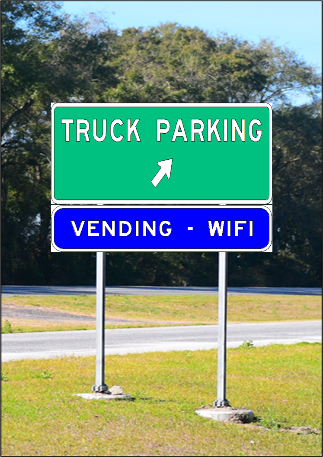 TRUCK PARKING
VENDING - WIFI